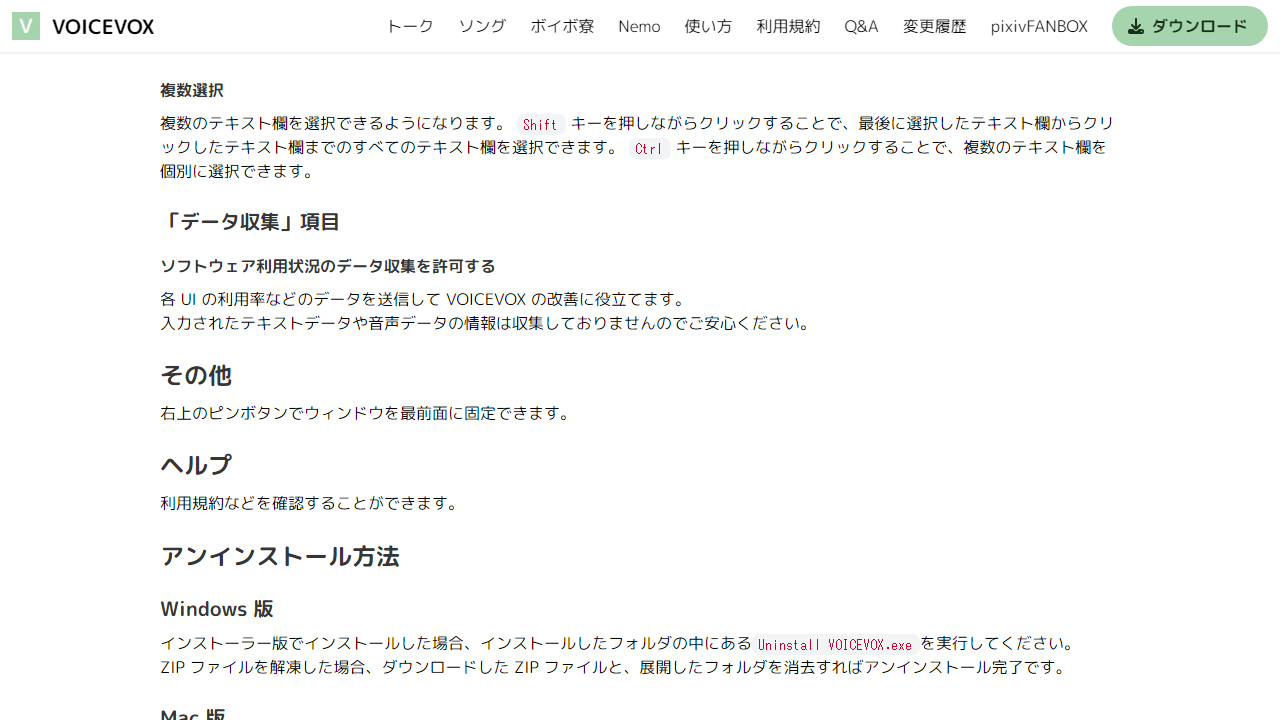 V VOICEVOX トーク ソング ボイボ寮 Nemo 使い方 利用規約 Q&A 変更履歴 pixivFANBOX ダウンロード
複数選択
複数のテキスト欄を選択できるようになります。 Shift キーを押しながらクリックすることで、最後に選択したテキスト欄からクリ
ックしたテキスト欄までのすべてのテキスト欄を選択できます。 Ctrl キーを押しながらクリックすることで、複数のテキスト欄を
個別に選択できます。
「データ収集」項目
ソフトウェア利用状況のデータ収集を許可する
各 UI の利用率などのデータを送信して VOICEVOX の改善に役立てます。
入力されたテキストデータや音声データの情報は収集しておりませんのでご安心ください。
その他
右上のピンボタンでウィンドウを最前面に固定できます。
ヘルプ
利用規約などを確認することができます。
アンインストール方法
Windows 版
インストーラー版でインストールした場合、インストールしたフォルダの中にある Uninstall VOICEVOX.exe を実行してください。
ZIP ファイルを解凍した場合、ダウンロードした ZIP ファイルと、展開したフォルダを消去すればアンインストール完了です。
Mac 版